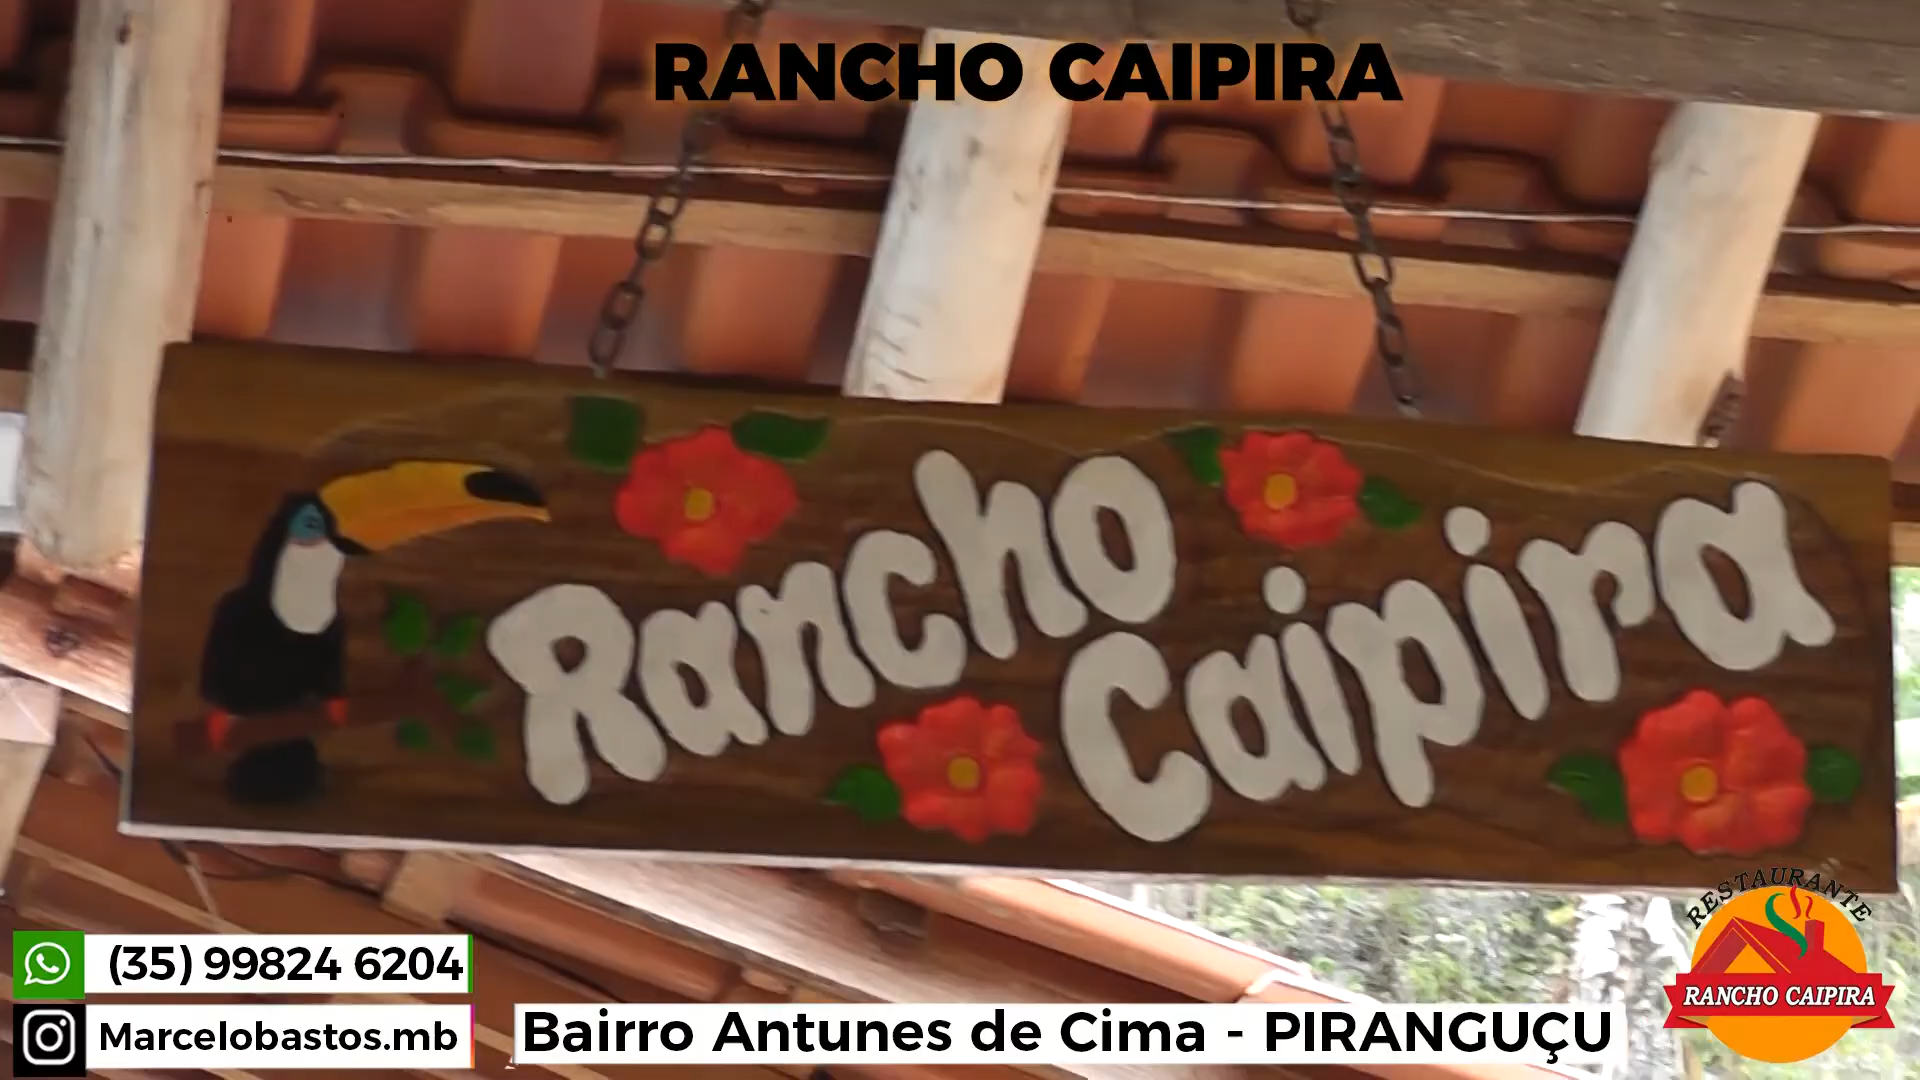 RANCHO CAIPIRA
Rancho
Caipira
RESTAURANTE
RANCHO CAIPIRA
(35) 99824 6204
Marcelobastos.mb
Bairro Antunes de Cima - PIRANGUÇU